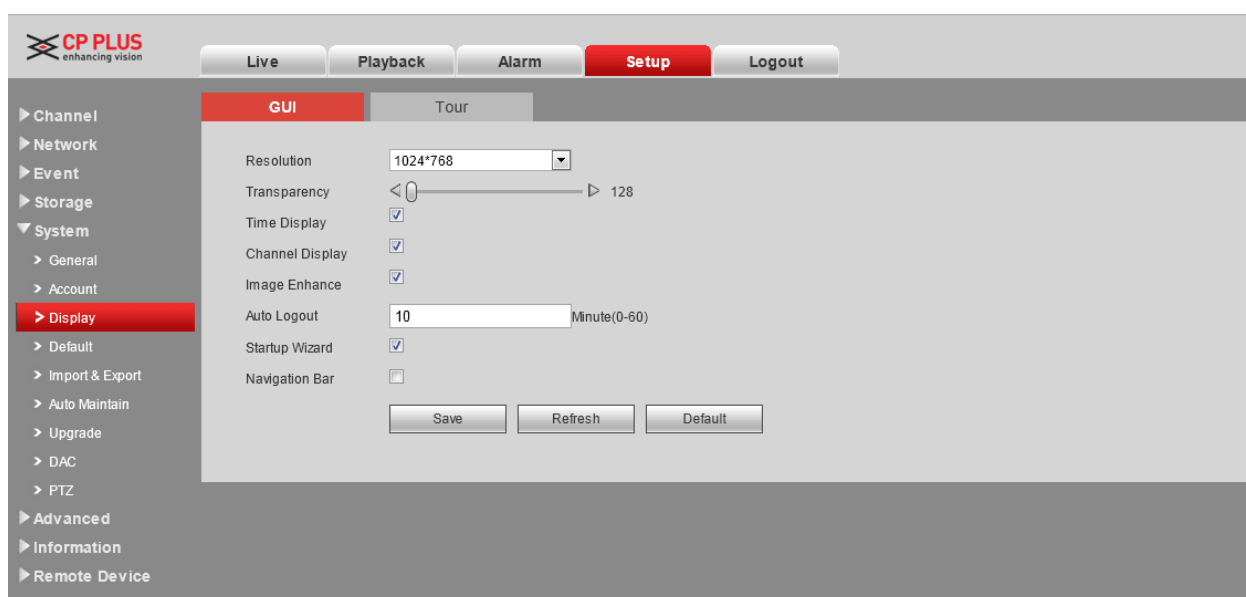 CP PLUS
enhancing vision
Live Playback Alarm Setup Logout
Channel
Network
Event
Storage
System
General
Account
Display
Default
Import & Export
Auto Maintain
Upgrade
DAC
PTZ
Advanced
Information
Remote Device
GUI Tour
Resolution 1024*768
Transparency 128
Time Display
Channel Display
Image Enhance
Auto Logout 10 Minute(0-60)
Startup Wizard
Navigation Bar
Save Refresh Default